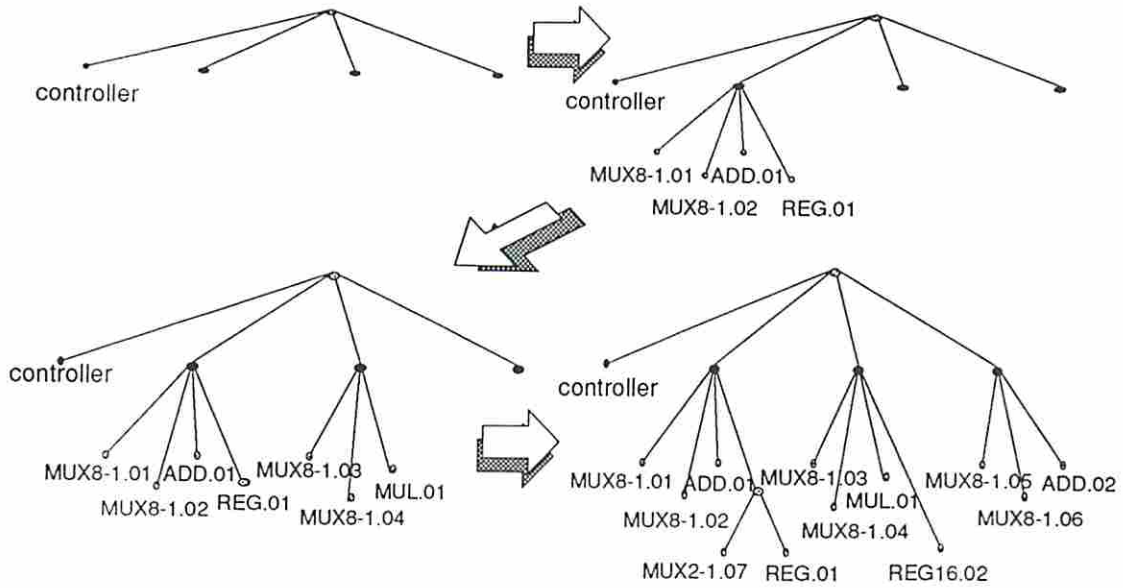 controller
controller
MUX8-1.01 ADD.01
MUX8-1.02 REG.01
controller
MUX8-1.01 ADD.01 MUX8-1.03
MUX8-1.02 REG.01 MUX8-1.04 MUL.01
controller
MUX8-1.01 ADD.01 MUX8-1.03 MUX8-1.05 ADD.02
MUX8-1.02 MUL.01 MUX8-1.04 MUX8-1.06
MUX2-1.07 REG.01 REG16.02